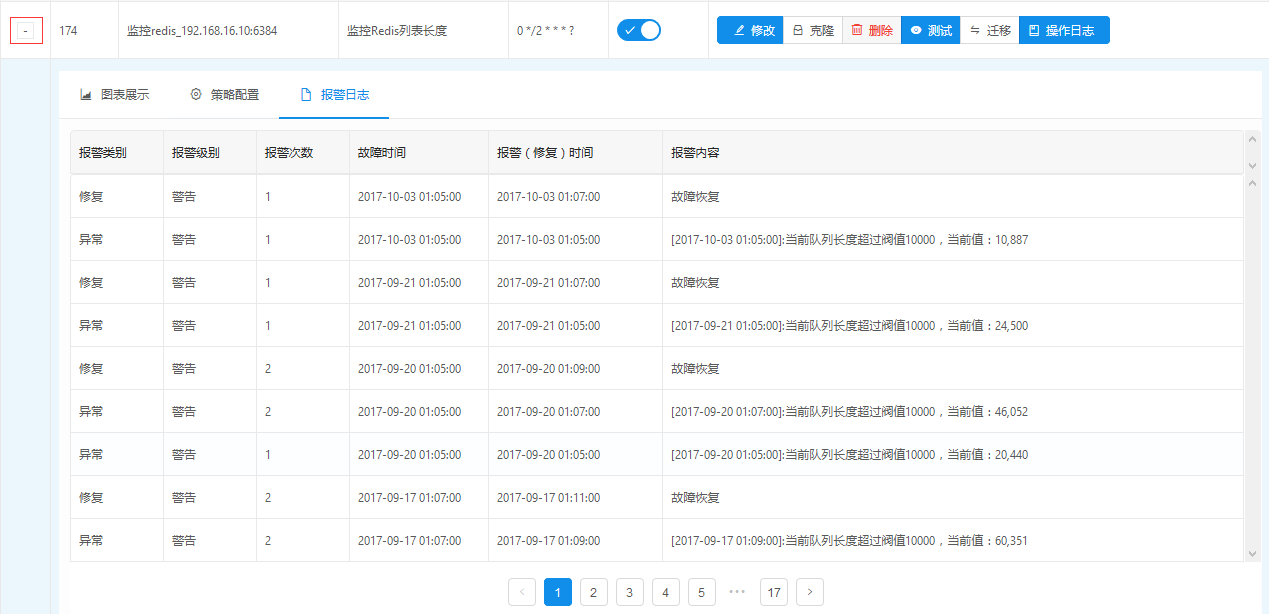 - 174 监控redis_192.168.16.10:6384 监控Redis列表长度 0 */2 * * * ? 修改 克隆 删除 测试 迁移 操作日志
图表展示 策略配置 报警日志
报警类别 报警级别 报警次数 故障时间 报警（修复）时间 报警内容
修复 警告 1 2017-10-03 01:05:00 2017-10-03 01:07:00 故障恢复
异常 警告 1 2017-10-03 01:05:00 2017-10-03 01:05:00 [2017-10-03 01:05:00]:当前队列长度超过阀值10000，当前值：10,887
修复 警告 1 2017-09-21 01:05:00 2017-09-21 01:07:00 故障恢复
异常 警告 1 2017-09-21 01:05:00 2017-09-21 01:05:00 [2017-09-21 01:05:00]:当前队列长度超过阀值10000，当前值：24,500
修复 警告 2 2017-09-20 01:05:00 2017-09-20 01:09:00 故障恢复
异常 警告 2 2017-09-20 01:05:00 2017-09-20 01:07:00 [2017-09-20 01:07:00]:当前队列长度超过阀值10000，当前值：46,052
异常 警告 1 2017-09-20 01:05:00 2017-09-20 01:05:00 [2017-09-20 01:05:00]:当前队列长度超过阀值10000，当前值：20,440
修复 警告 2 2017-09-17 01:07:00 2017-09-17 01:11:00 故障恢复
异常 警告 2 2017-09-17 01:07:00 2017-09-17 01:09:00 [2017-09-17 01:09:00]:当前队列长度超过阀值10000，当前值：60,351
< 1 2 3 4 5 ••• 17 >